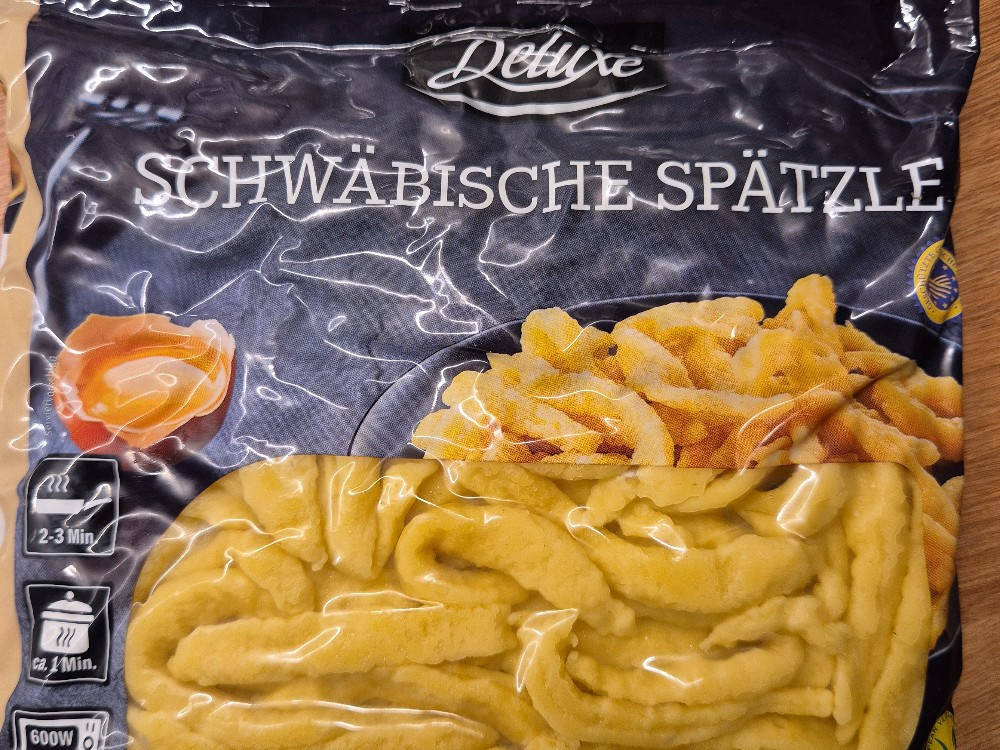 Deluxe
SCHWÄBISCHE SPÄTZLE
2-3 Min.
ca. 1 Min.
600W